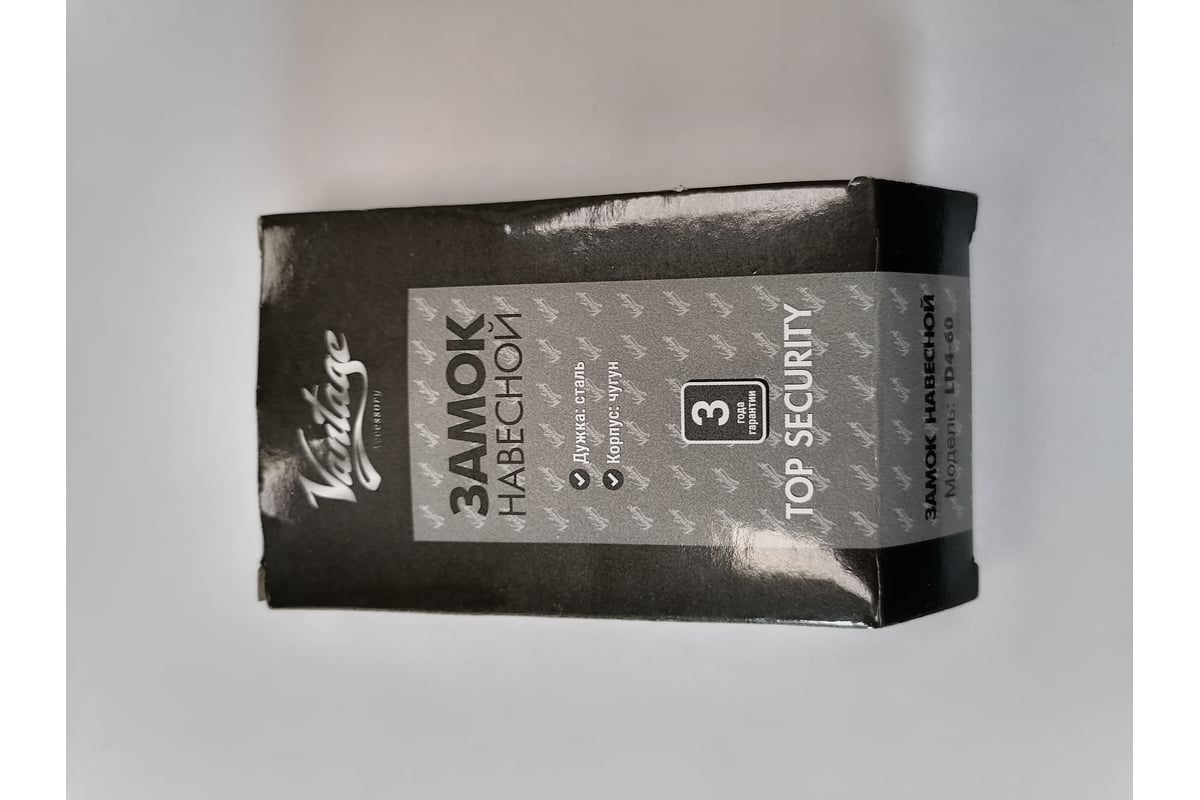 Vantage
Accessory
ЗАМОК
НАВЕСНОЙ
Дужка: сталь
Корпус: чугун
3
года
гарантии
TOP SECURITY
ЗАМОК НАВЕСНОЙ
Модель: LD4-60